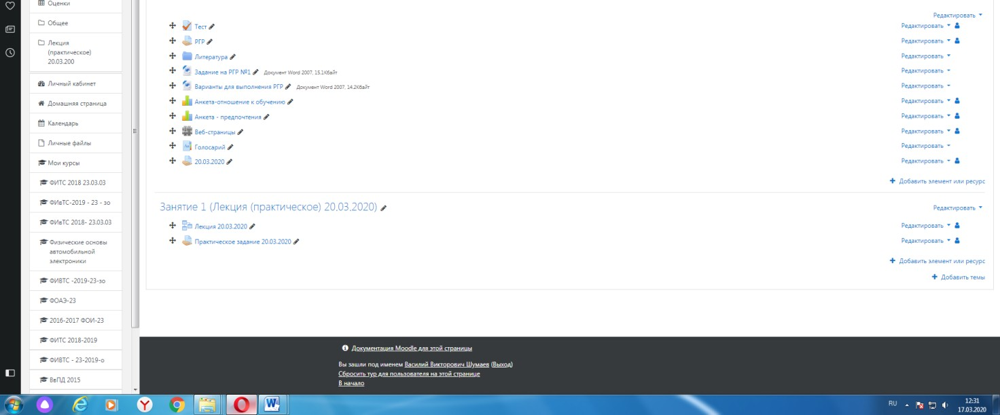 Оценки
Общее
Лекция
(практическое)
20.03.200
Личный кабинет
Домашняя страница
Календарь
Личные файлы
Мои курсы
ФИТС 2018 23.03.03
ФИвТС-2019 - 23 - зо
ФИвТС 2018- 23.03.03
Физические основы
автомобильной
электроники
ФИВТС -2019-23-зо
ФОАЭ-23
2016-2017 ФОИ-23
ФИТС 2018-2019
ФИВТС - 23-2019-о
ВвПД 2015
Редактировать
Тест Редактировать
РГР Редактировать
Литература Редактировать
Задание на РГР №1 Документ Word 2007, 15.1Кбайт Редактировать
Варианты для выполнения РГР Документ Word 2007, 14.2Кбайт Редактировать
Анкета-отношение к обучению Редактировать
Анкета - предпочтения Редактировать
Веб-страницы Редактировать
Голосарий Редактировать
20.03.2020 Редактировать
Добавить элемент или ресурс
Занятие 1 (Лекция (практическое) 20.03.2020) Редактировать
Лекция 20.03.2020 Редактировать
Практическое задание 20.03.2020 Редактировать
Добавить элемент или ресурс
Добавить темы
Документация Moodle для этой страницы
Вы зашли под именем Василий Викторович Шумаев (Выход)
Сбросить тур для пользователя на этой странице
В начало
RU
12:31
17.03.2020